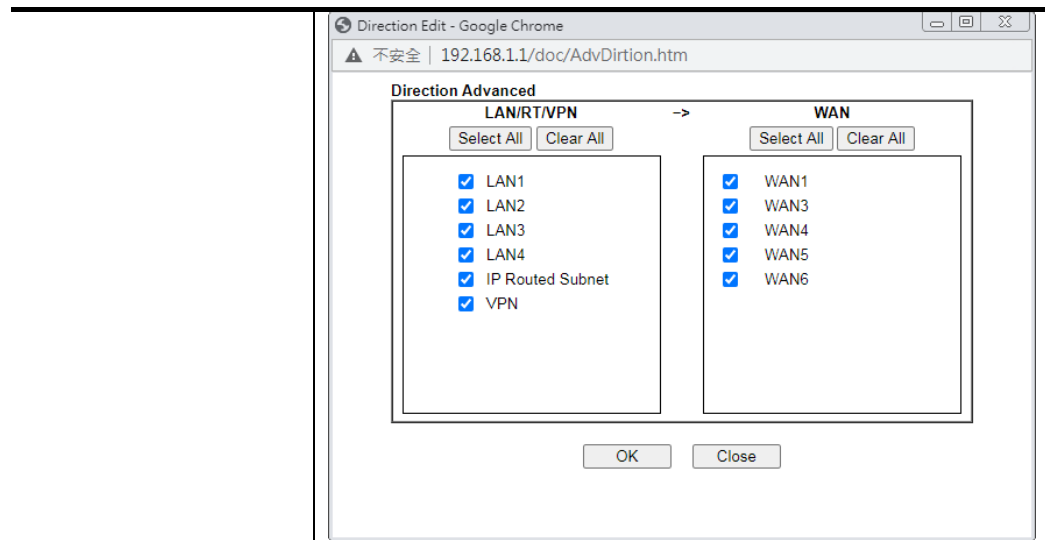 Direction Edit - Google Chrome
不安全 | 192.168.1.1/doc/AdvDirtion.htm
Direction Advanced
LAN/RT/VPN -> WAN
Select All Clear All Select All Clear All
LAN1 WAN1
LAN2 WAN3
LAN3 WAN4
LAN4 WAN5
IP Routed Subnet WAN6
VPN
OK Close